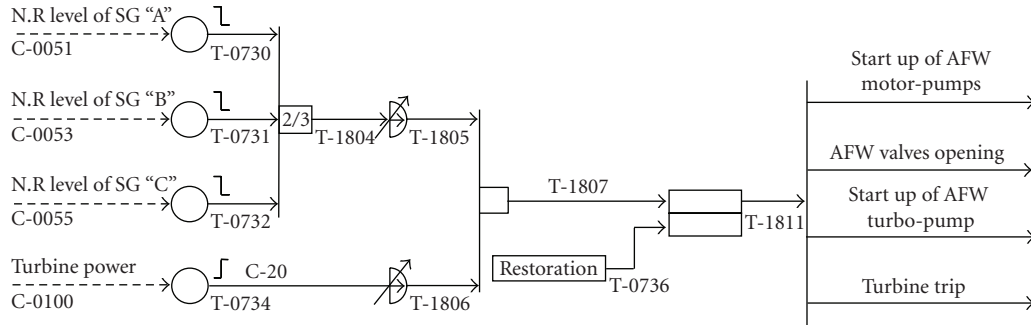 N.R level of SG “A”
C-0051
T-0730
N.R level of SG “B”
C-0053
T-0731
2/3
T-1804
T-1805
N.R level of SG “C”
C-0055
T-0732
Turbine power
C-0100
T-0734
C-20
T-1806
T-1807
Restoration
T-0736
T-1811
Start up of AFW
motor-pumps
AFW valves opening
Start up of AFW
turbo-pump
Turbine trip